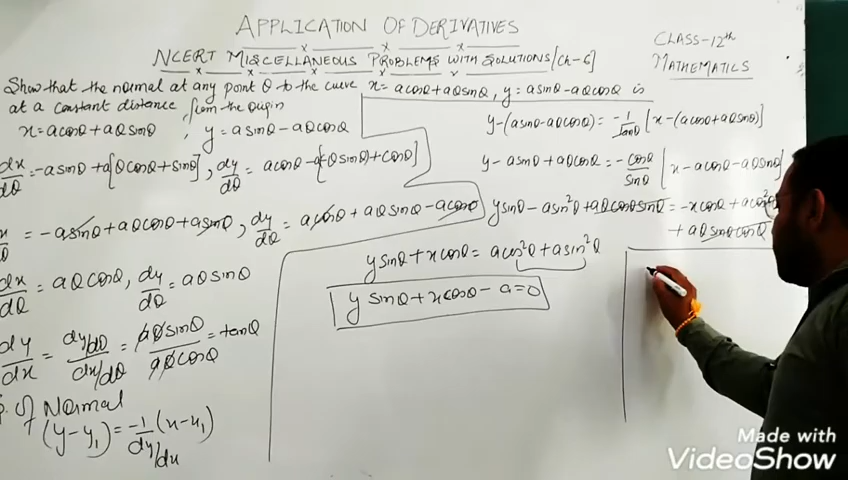 APPLICATION OF DERIVATIVES
NCERT MISCELLANEOUS PROBLEMS WITH SOLUTIONS [Ch-6]
CLASS-12th
MATHEMATICS
Show that the normal at any point θ to the curve x = acosθ+aθsinθ, y = asinθ-aθcosθ is
at a constant distance from the origin
x = acosθ+aθsinθ , y = asinθ-aθcosθ
dx/dθ = -asinθ + a[θcosθ+sinθ], dy/dθ = acosθ-a[-θsinθ)+cosθ]
= -asinθ + aθcosθ + asinθ, dy/dθ = acosθ + aθsinθ - acosθ
dx/dθ = aθcosθ, dy/dθ = aθsinθ
dy/dx = dy/dθ / dx/dθ = aθsinθ / aθcosθ = tanθ
of Normal
(y-y₁) = -1/dy/dx (x-x₁)
y-(asinθ-aθcosθ) = -1/tanθ [x-(acosθ+aθsinθ)]
y-asinθ+aθcosθ = -cosθ/sinθ [x-acosθ-aθsinθ]
ysinθ - asin²θ + aθcosθsinθ = -xcosθ + acos²
+ aθsinθcosθ
ysinθ+xcosθ = acos²θ+asin²θ
y sinθ+xcosθ - a = 0
Made with
VideoShow